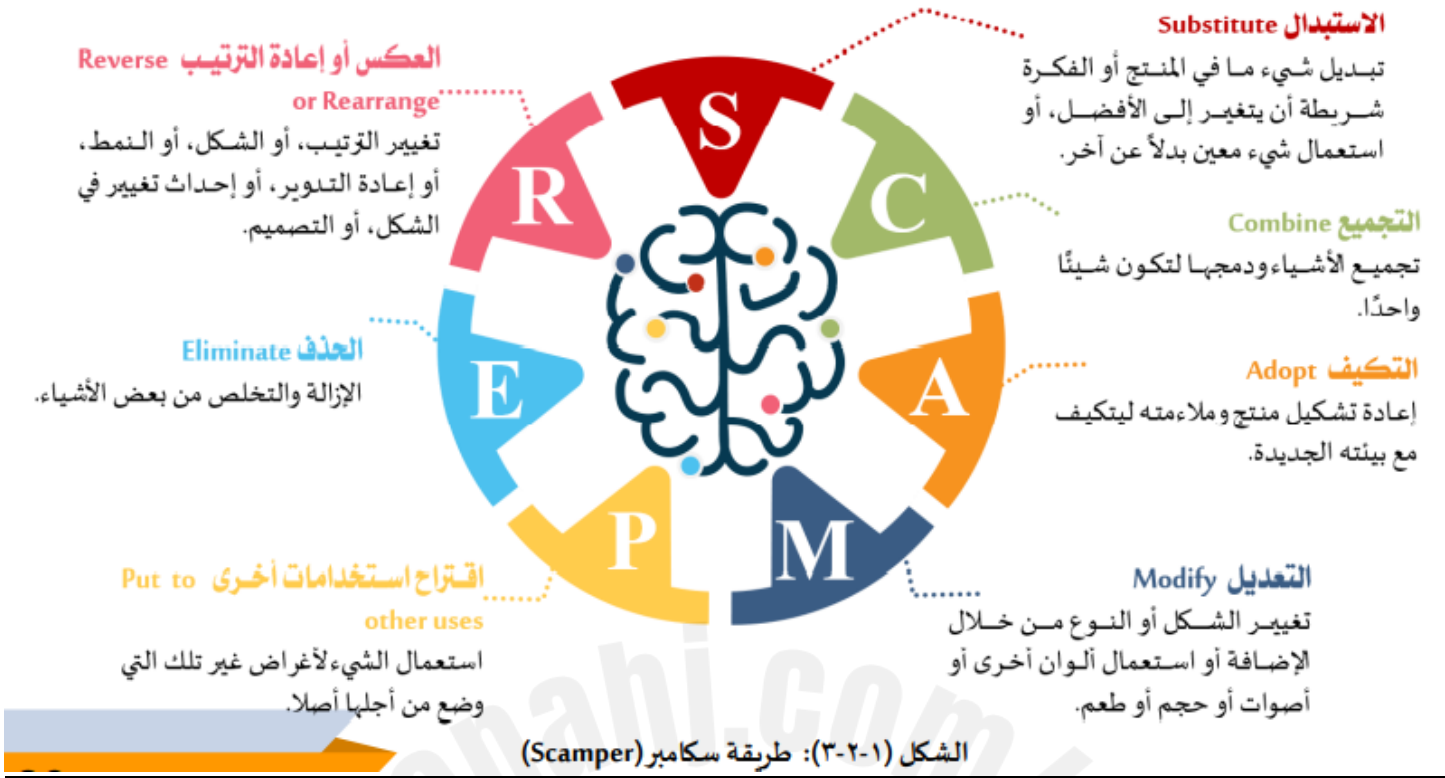 الاستبدال Substitute
تبديل شيء ما في المنتج أو الفكرة
شريطة أن يتغير إلى الأفضل، أو
استعمال شيء معين بدلاً عن آخر.
التجميع Combine
تجميع الأشياء ودمجها لتكون شيئًا
واحدًا.
التكيف Adopt
إعادة تشكيل منتج وملاءمته ليتكيف
مع بيئته الجديدة.
التعديل Modify
تغيير الشكل أو النوع من خلال
الإضافة أو استعمال ألوان أخرى أو
أصوات أو حجم أو طعم.
اقتراح استخدامات أخرى Put to
other uses
استعمال الشيء لأغراض غير تلك التي
وضع من أجلها أصلا.
الحذف Eliminate
الإزالة والتخلص من بعض الأشياء.
العكس أو إعادة الترتيب Reverse
or Rearrange
تغيير الترتيب، أو الشكل، أو النمط،
أو إعادة التدوير، أو إحداث تغيير في
الشكل، أو التصميم.
S
C
A
M
P
E
R
الشكل (١-٢-٣): طريقة سكامبر (Scamper)